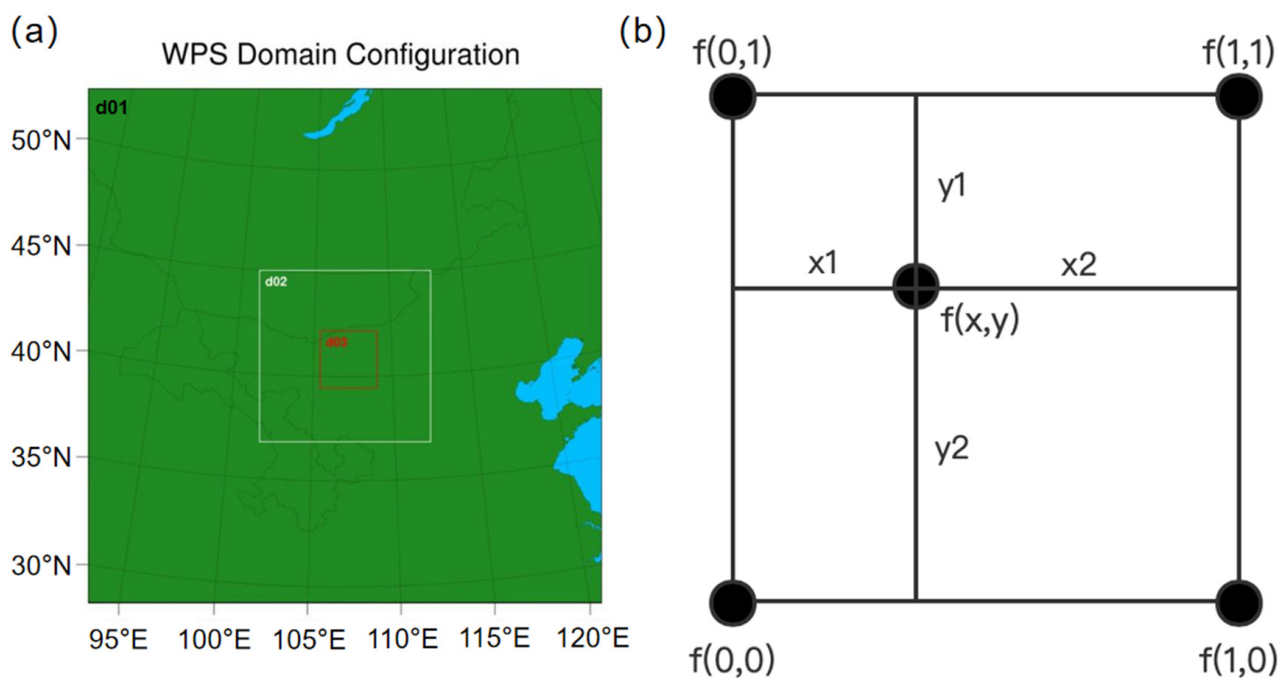 (a)
WPS Domain Configuration
d01
50°N
45°N
40°N
35°N
30°N
d02
d03
95°E 100°E 105°E 110°E 115°E 120°E
(b)
f(0,1) f(1,1)
y1
x1 x2
f(x,y)
y2
f(0,0) f(1,0)